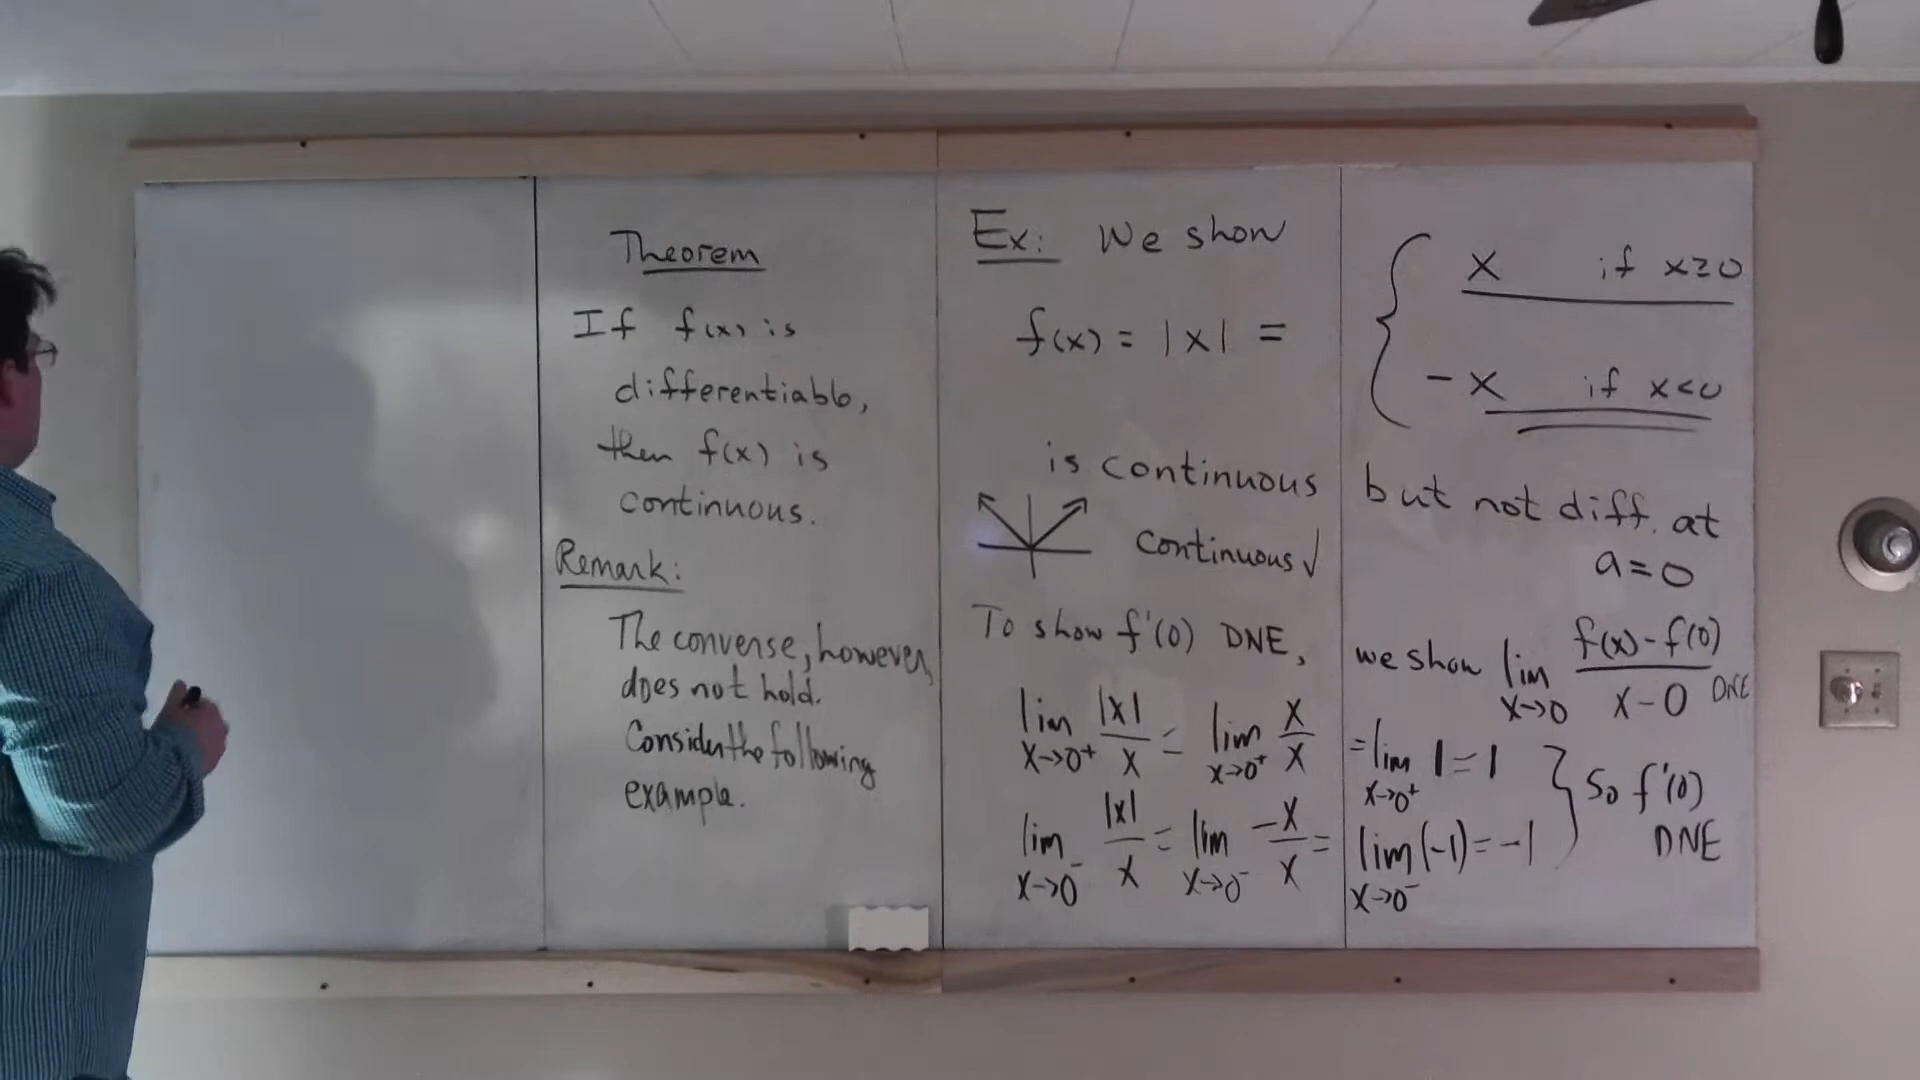 Theorem
If f(x) is
differentiable,
then f(x) is
continuous.
Remark:
The converse, however,
does not hold.
Consider the following
example.
Ex: We show
f(x) = |x| =
{ x if x≥0
-x if x<0
is continuous
but not diff. at
a=0
continuous ✓
To show f'(0) DNE,
we show lim x→0 (f(x)-f(0))/(x-0) DNE
lim x→0⁺ |x|/x = lim x→0⁺ x/x = lim x→0⁺ 1 = 1
lim x→0⁻ |x|/x = lim x→0⁻ -x/x = lim x→0⁻ (-1) = -1
} So f'(0)
DNE